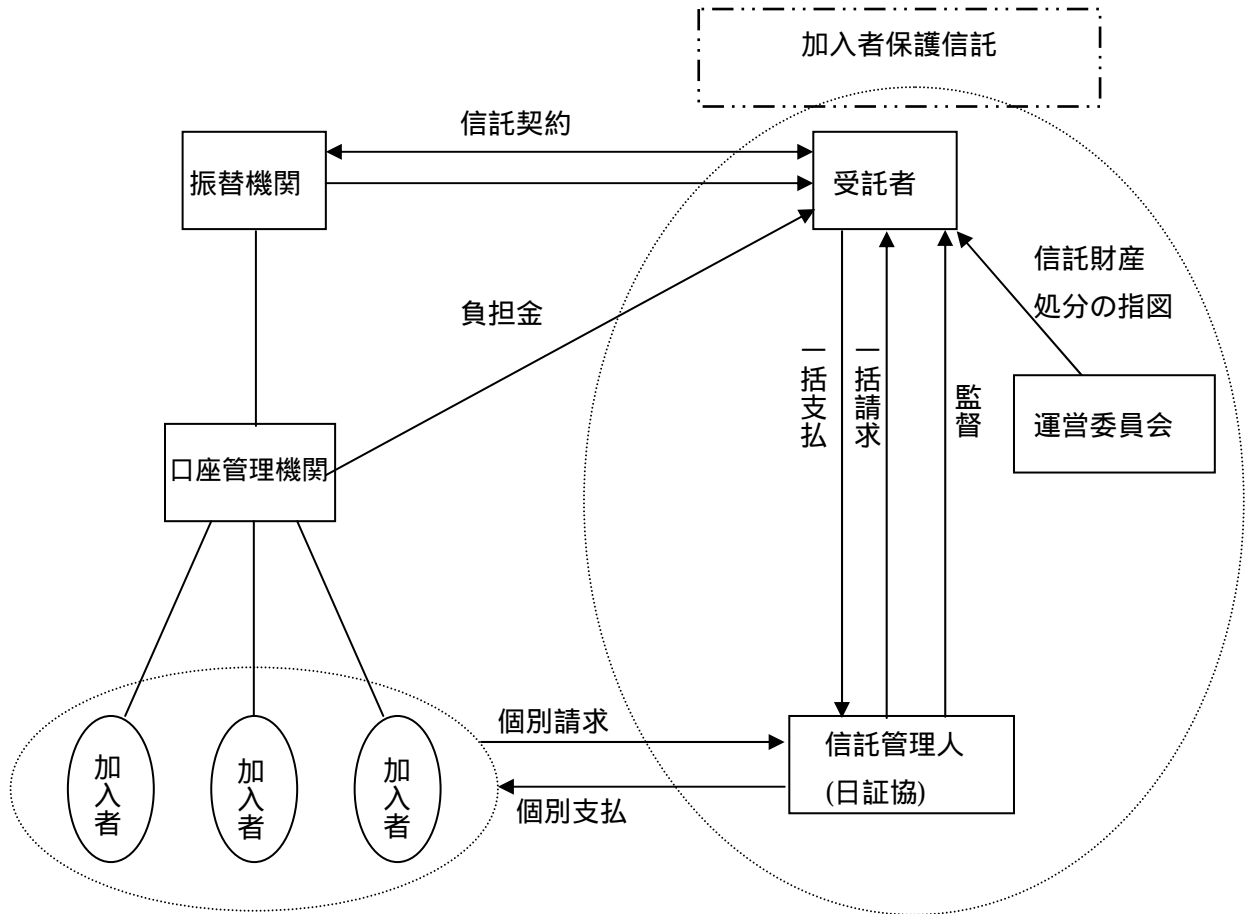 加入者保護信託
信託契約
振替機関
受託者
信託財産
処分の指図
負担金
一括支払
一括請求
監督
運営委員会
口座管理機関
個別請求
信託管理人
(日証協)
加入者
加入者
加入者
個別支払